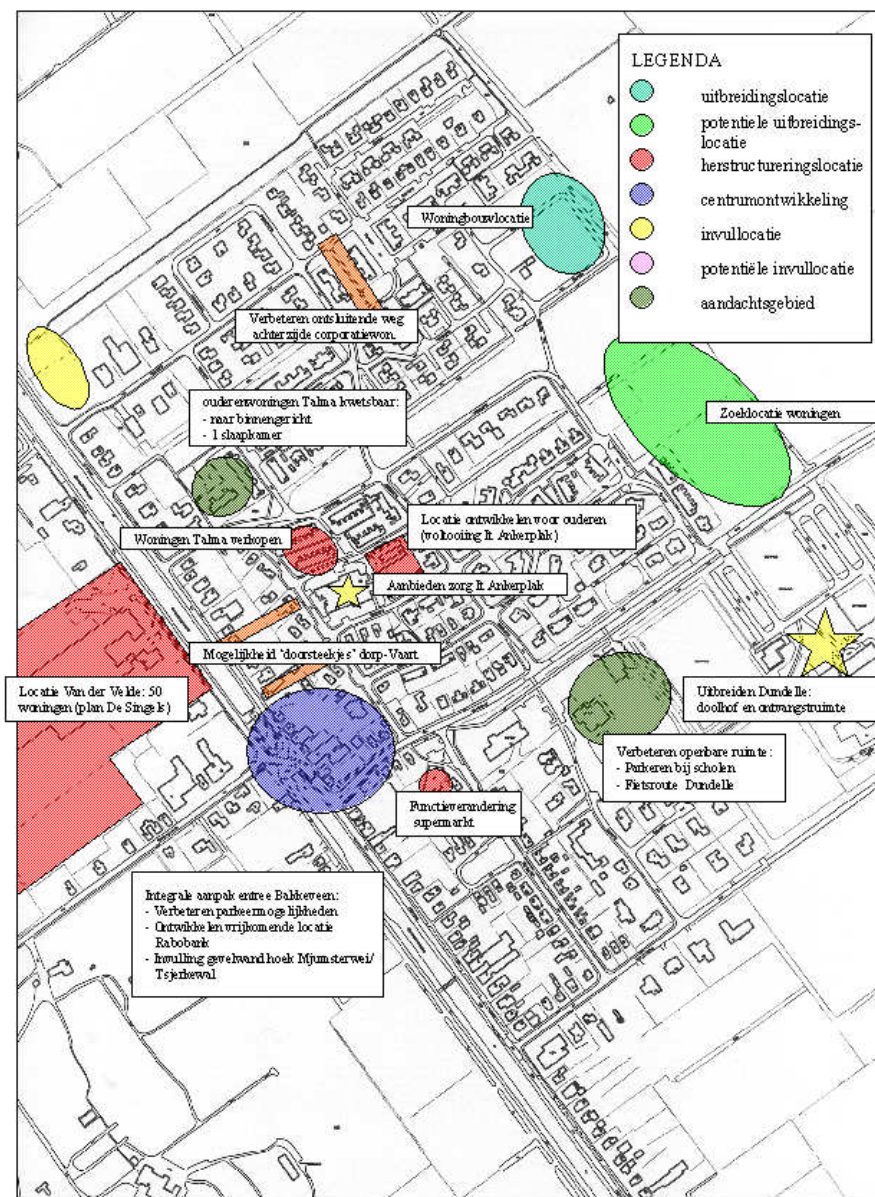 LEGENDA
uitbreidingslocatie
potentiele uitbreidings-
locatie
herstructureringslocatie
centrumontwikkeling
invullocatie
potentiële invullocatie
aandachtsgebied
Woningbouwlocatie
Verbeteren ontsluitende weg
achterzijde corporatiewon.
ouderenwoningen Talma kwetsbaar:
- naar binnengericht
- 1 slaapkamer
Zoeklocatie woningen
Woningen Talma verkopen
Locatie ontwikkelen voor ouderen
(voltooiing It Ankerplak)
Aanbieden zorg It Ankerplak
Mogelijkheid "doorsteekjes" dorp-Vaart
Locatie Van der Velde: 50
woningen (plan De Singels)
Uitbreiden Dundelle:
doolhof en ontvangstruimte
Verbeteren openbare ruimte:
- Parkeren bij scholen
- Fietsroute Dundelle
Functieverandering
supermarkt
Integrale aanpak entree Bakkeveen:
- Verbeteren parkeermogelijkheden
- Ontwikkelen vrijkomende locatie
Rabobank
- Invulling gevelwand hoek Mjumsterwei/
Tsjerkewal